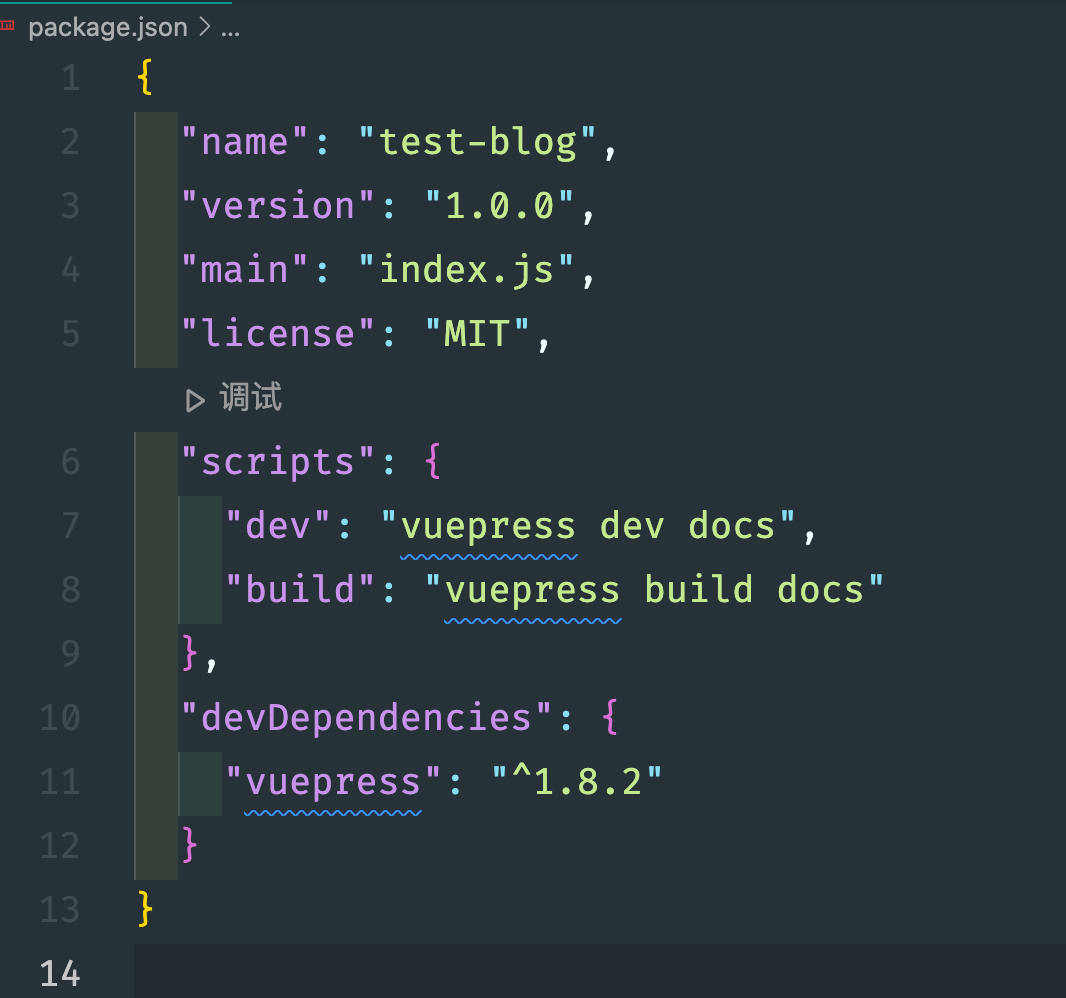 package.json > ...
1 {
2 "name": "test-blog",
3 "version": "1.0.0",
4 "main": "index.js",
5 "license": "MIT",
调试
6 "scripts": {
7 "dev": "vuepress dev docs",
8 "build": "vuepress build docs"
9 },
10 "devDependencies": {
11 "vuepress": "^1.8.2"
12 }
13 }
14